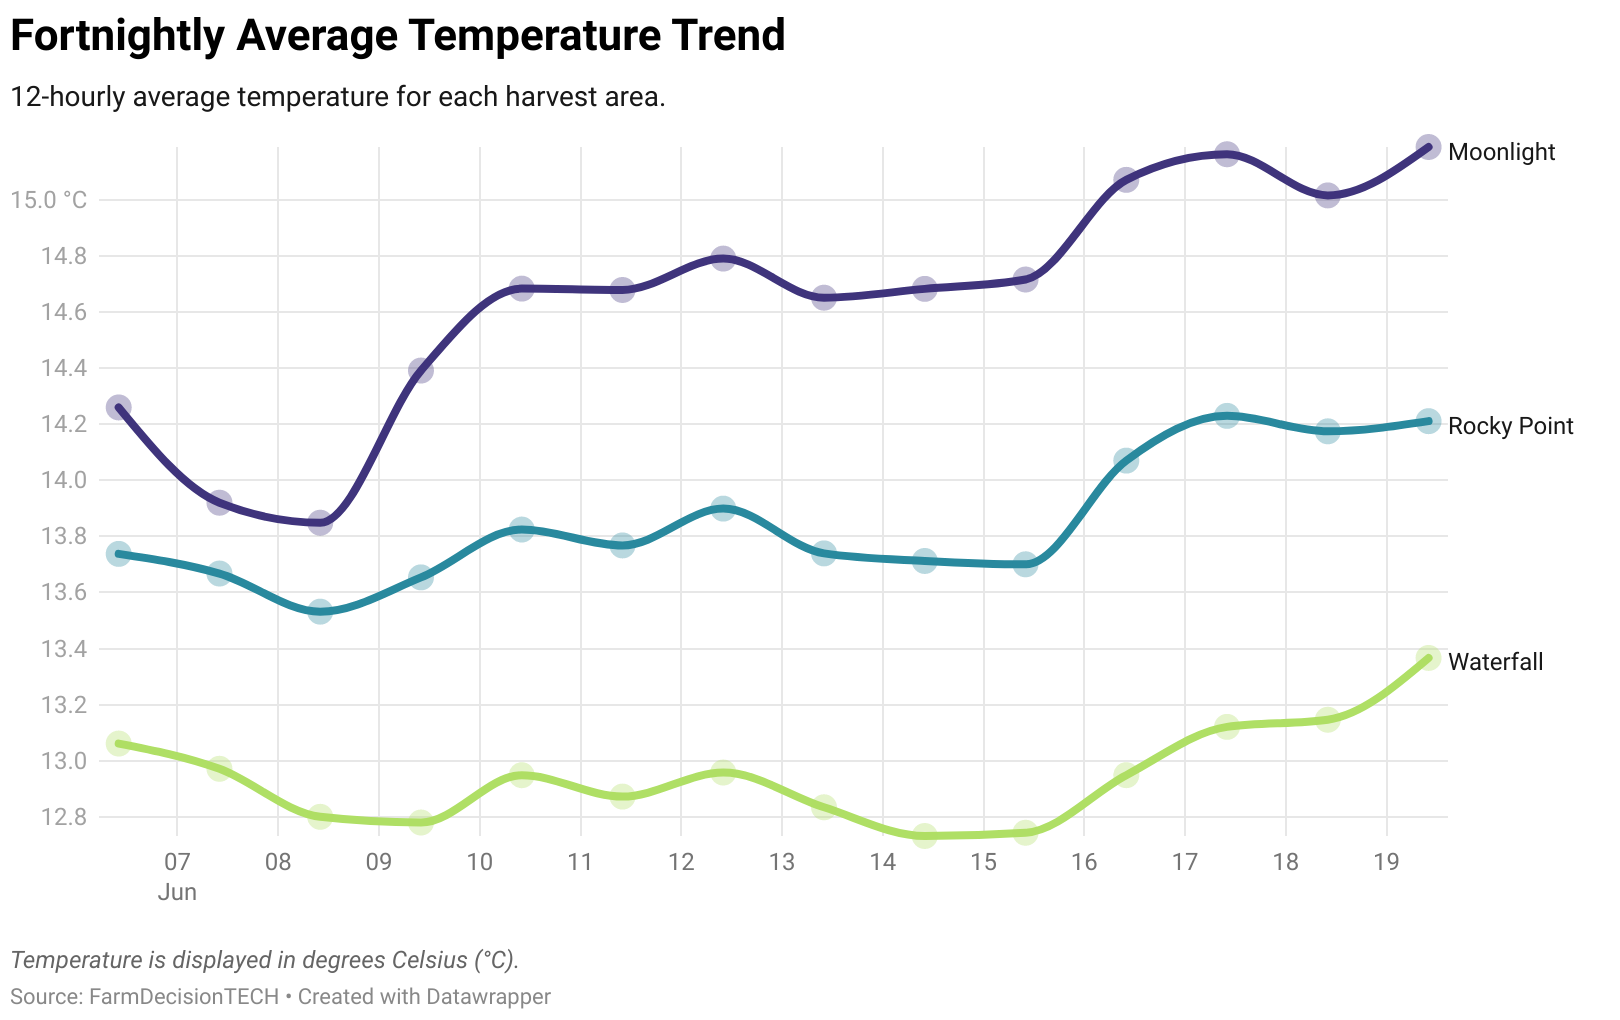 Fortnightly Average Temperature Trend
12-hourly average temperature for each harvest area.
Moonlight
15.0 °C
14.8
14.6
14.4
14.2
Rocky Point
14.0
13.8
13.6
13.4
Waterfall
13.2
13.0
12.8
07 08 09 10 11 12 13 14 15 16 17 18 19
Jun
Temperature is displayed in degrees Celsius (°C).
Source: FarmDecisionTECH • Created with Datawrapper